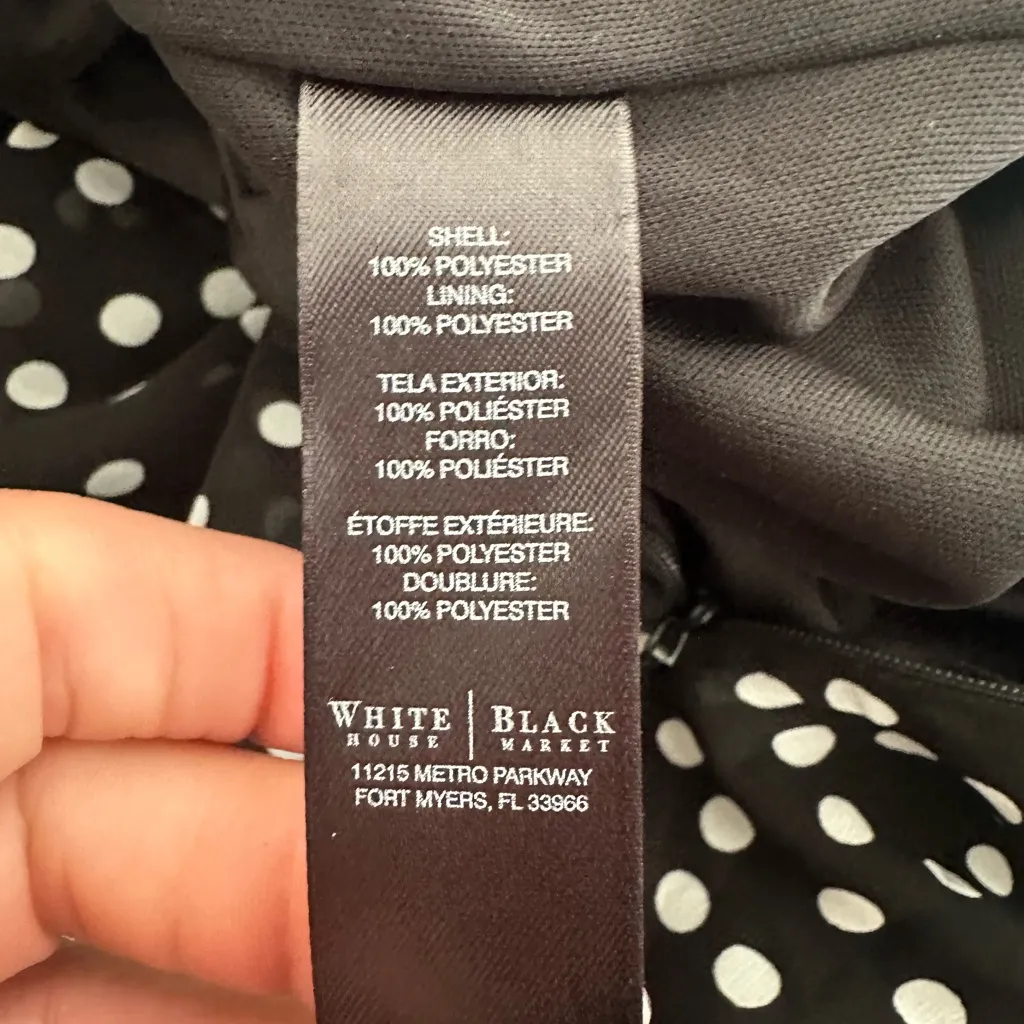 SHELL:
100% POLYESTER
LINING:
100% POLYESTER
TELA EXTERIOR:
100% POLIÉSTER
FORRO:
100% POLIÉSTER
ÉTOFFE EXTÉRIEURE:
100% POLYESTER
DOUBLURE:
100% POLYESTER
WHITE | BLACK
HOUSE | MARKET
11215 METRO PARKWAY
FORT MYERS, FL 33966